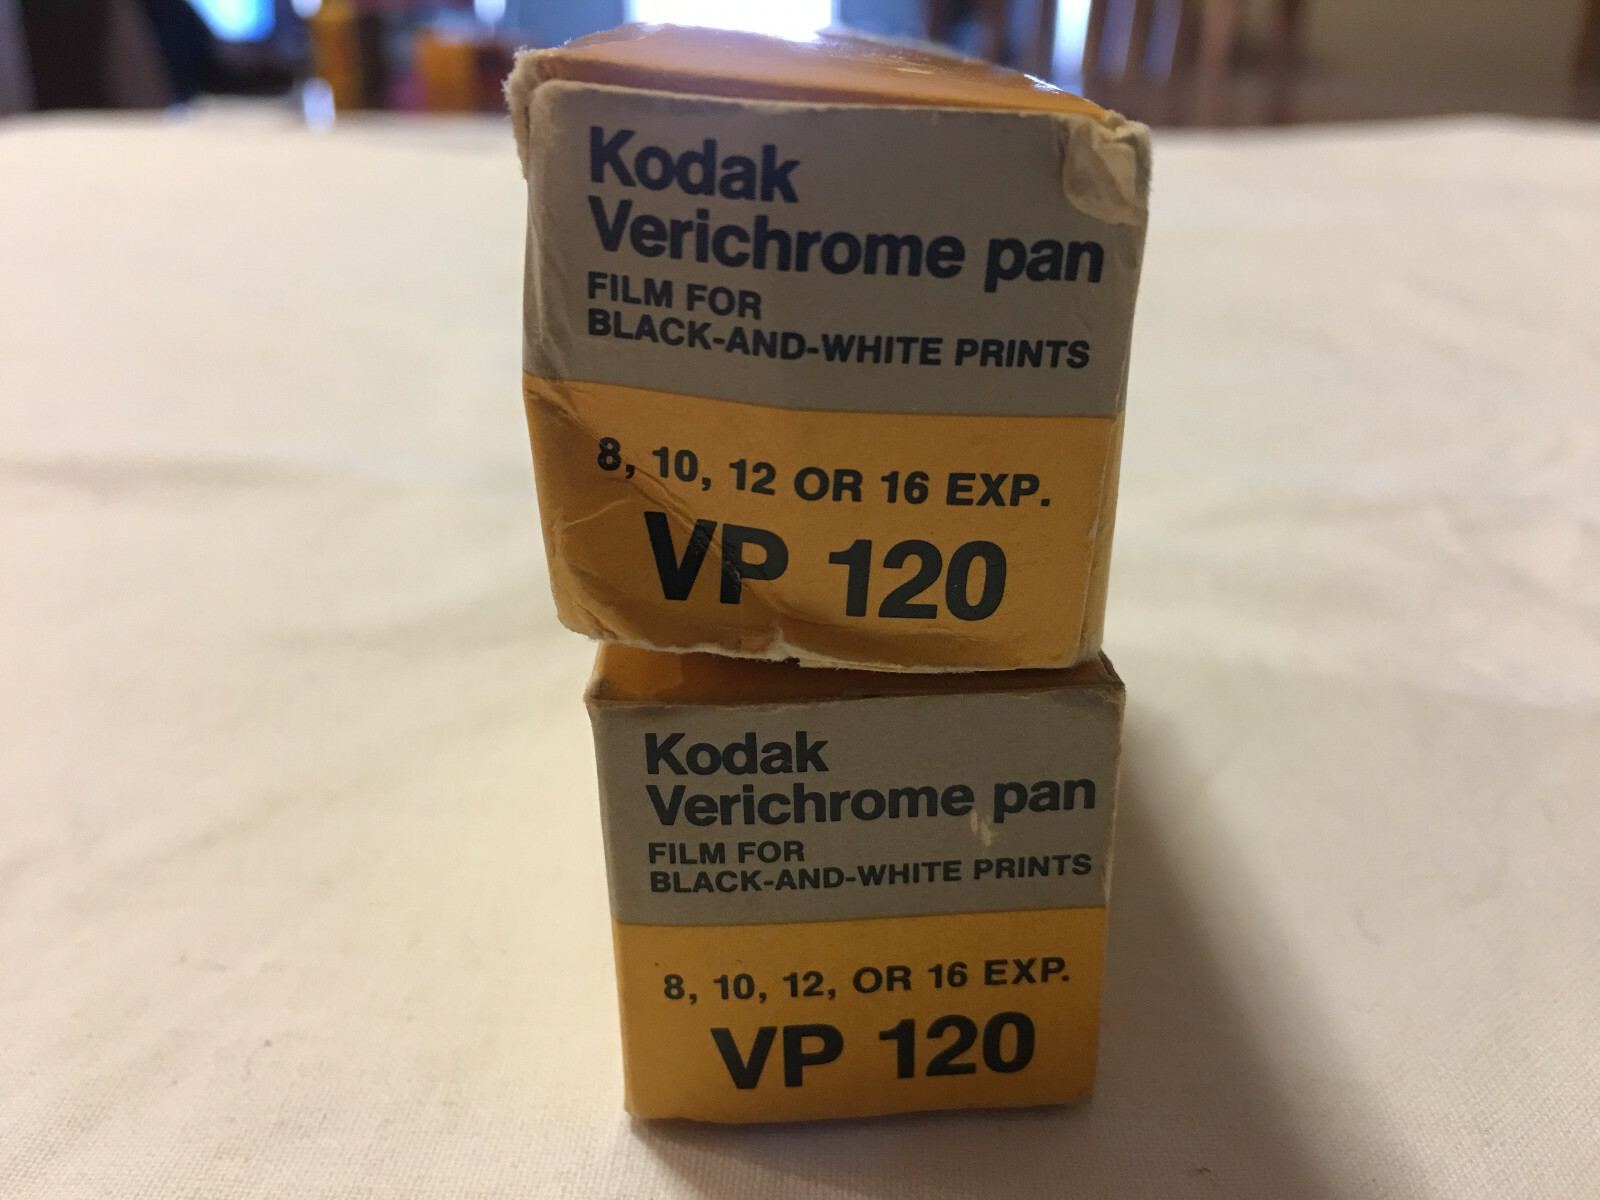 Kodak
Verichrome pan
FILM FOR
BLACK-AND-WHITE PRINTS
8, 10, 12 OR 16 EXP.
VP 120
Kodak
Verichrome pan
FILM FOR
BLACK-AND-WHITE PRINTS
8, 10, 12, OR 16 EXP.
VP 120